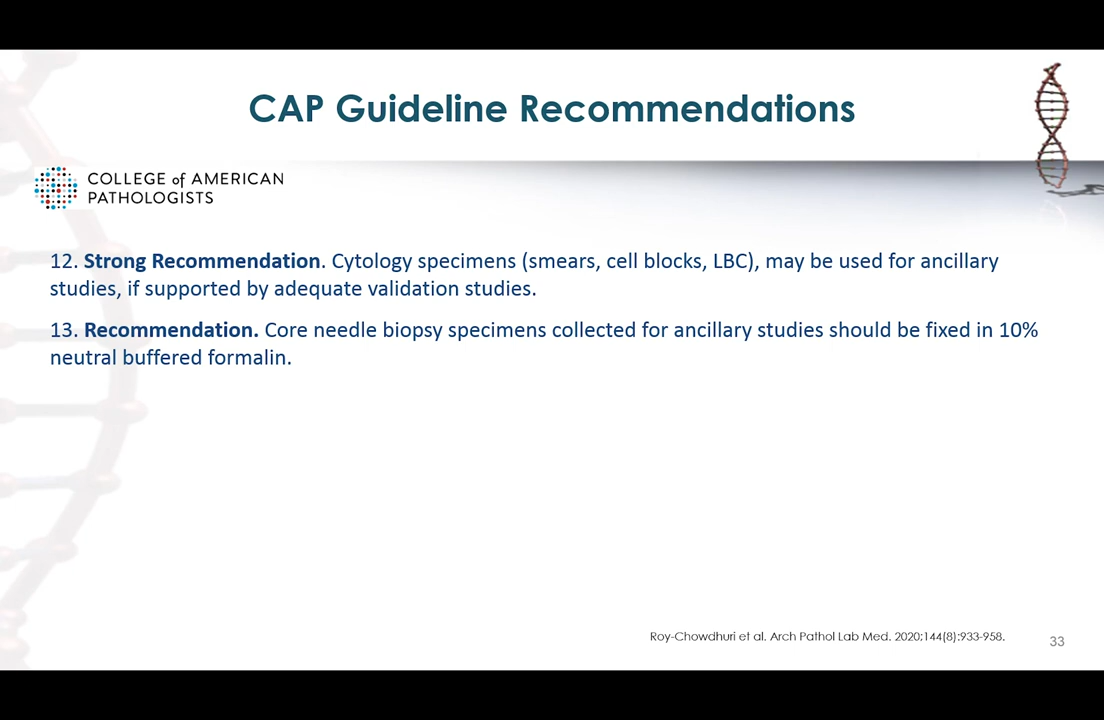 CAP Guideline Recommendations
COLLEGE of AMERICAN
PATHOLOGISTS
12. Strong Recommendation. Cytology specimens (smears, cell blocks, LBC), may be used for ancillary
studies, if supported by adequate validation studies.
13. Recommendation. Core needle biopsy specimens collected for ancillary studies should be fixed in 10%
neutral buffered formalin.
Roy-Chowdhuri et al. Arch Pathol Lab Med. 2020;144(8):933-958.
33